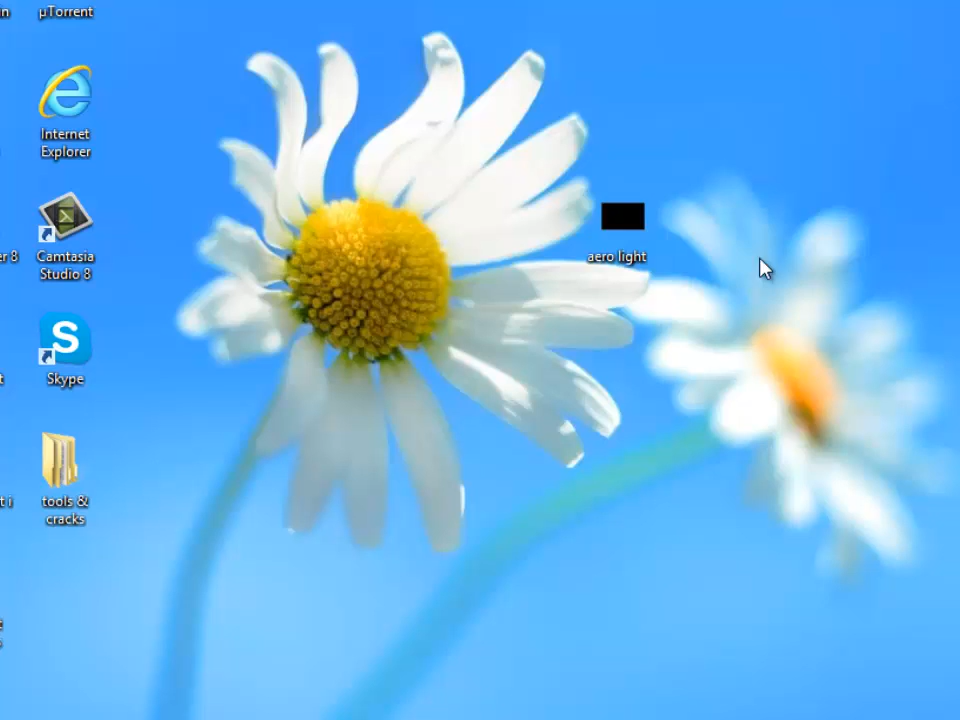 µTorrent
Internet
Explorer
Camtasia
Studio 8
Skype
tools &
cracks
aero light